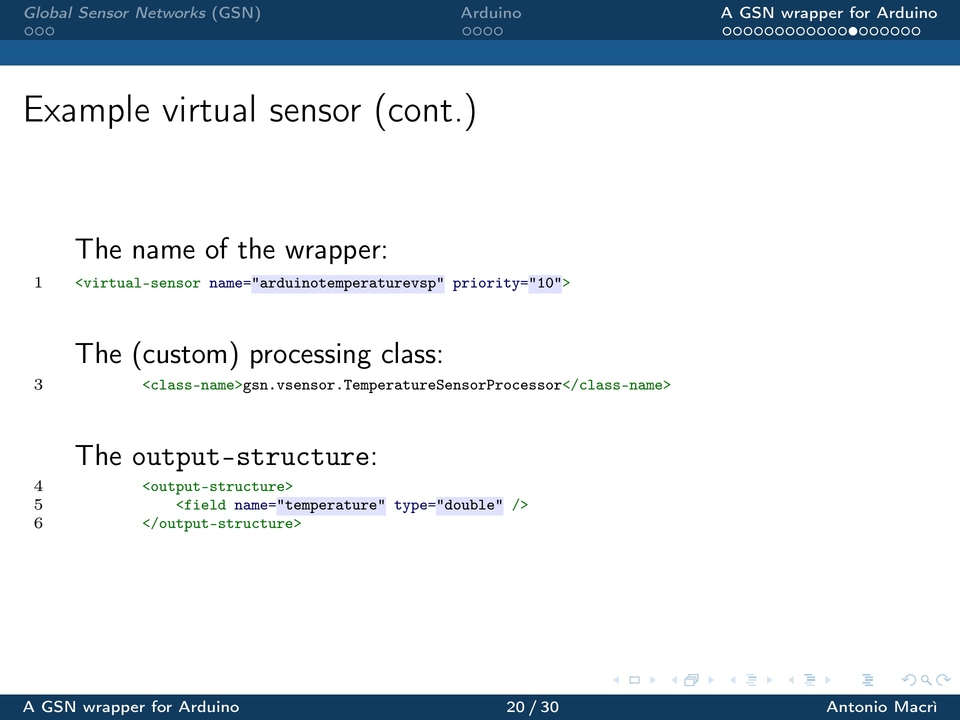 Global Sensor Networks (GSN) Arduino A GSN wrapper for Arduino
Example virtual sensor (cont.)
The name of the wrapper:
1 <virtual-sensor name="arduinotemperaturevsp" priority="10">
The (custom) processing class:
3 <class-name>gsn.vsensor.TemperatureSensorProcessor</class-name>
The output-structure:
4 <output-structure>
5 <field name="temperature" type="double" />
6 </output-structure>
A GSN wrapper for Arduino 20 / 30 Antonio Macrì